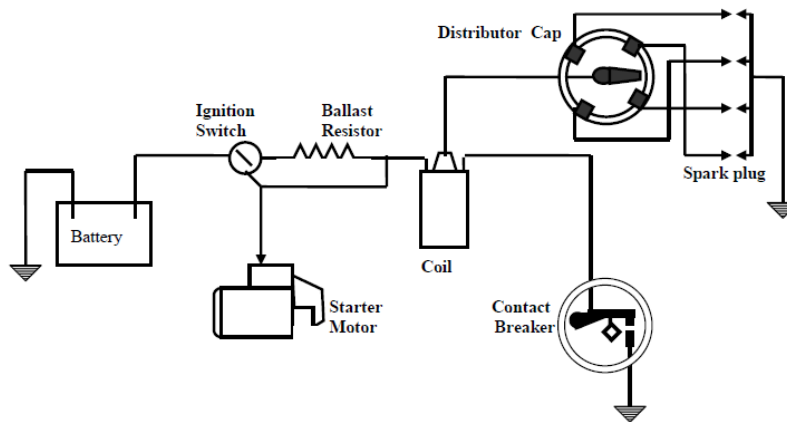 Distributor Cap
Ignition
Switch
Ballast
Resistor
Spark plug
Battery
Coil
Starter
Motor
Contact
Breaker